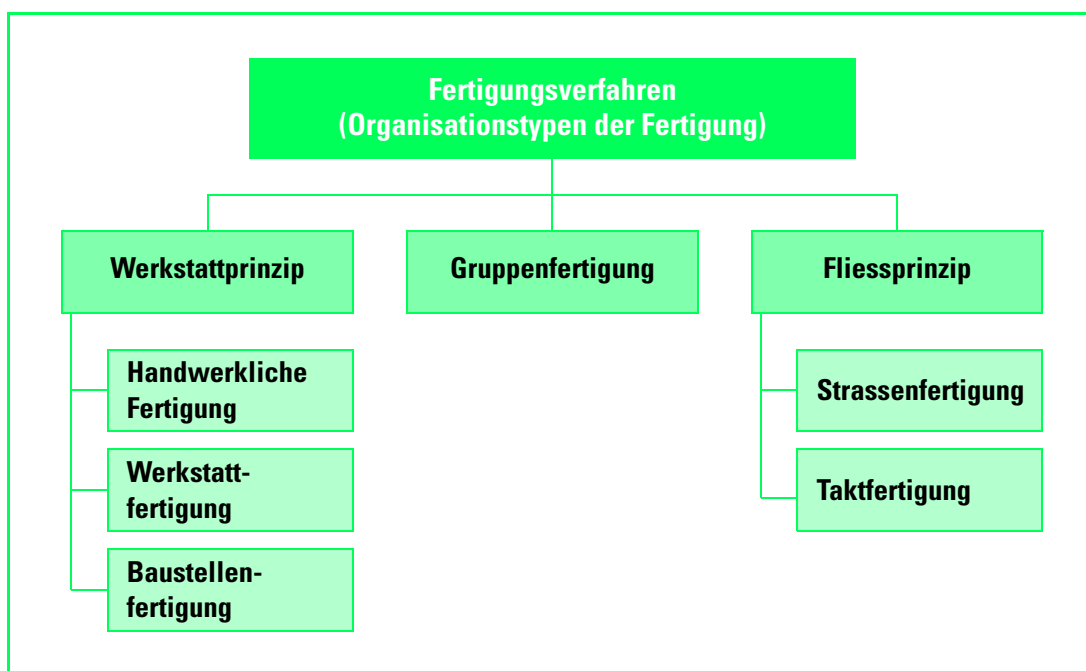 Fertigungsverfahren
(Organisationstypen der Fertigung)
Werkstattprinzip
Gruppenfertigung
Fliessprinzip
Handwerkliche
Fertigung
Werkstatt-
fertigung
Baustellen-
fertigung
Strassenfertigung
Taktfertigung